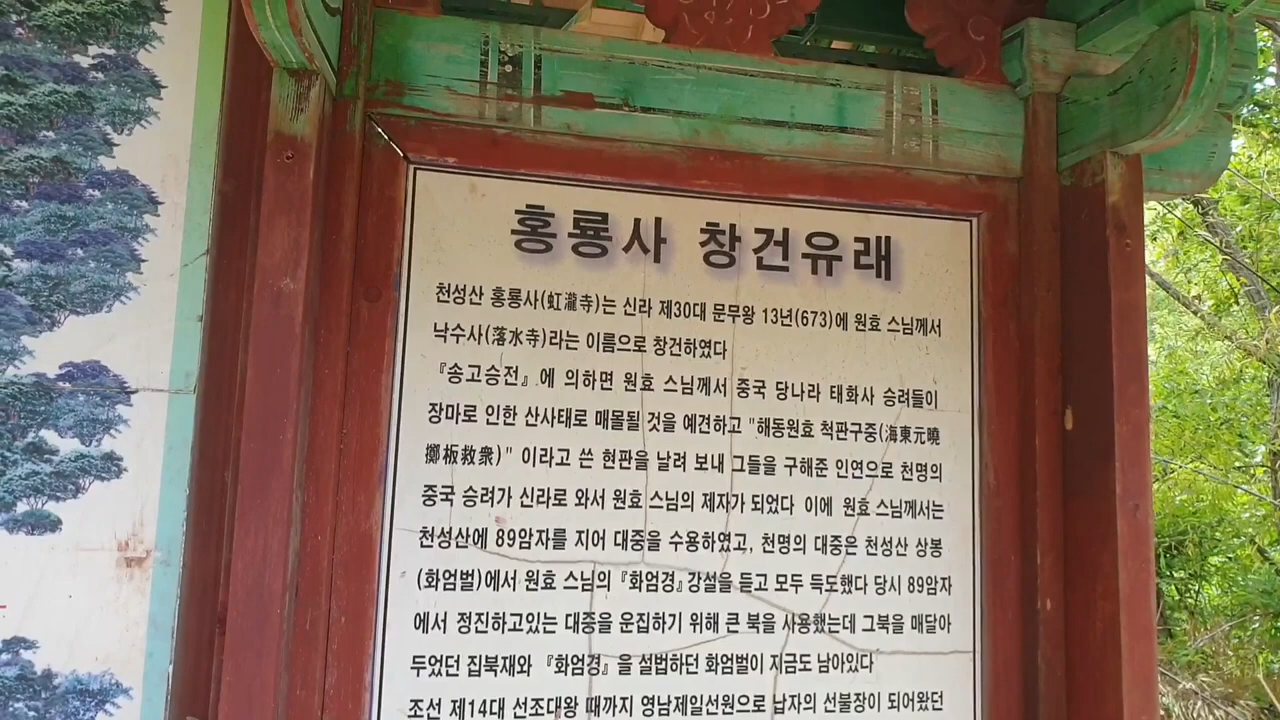 홍룡사 창건유래
천성산 홍룡사(虹瀧寺)는 신라 제30대 문무왕 13년(673)에 원효 스님께서
낙수사(落水寺)라는 이름으로 창건하였다
『송고승전』에 의하면 원효 스님께서 중국 당나라 태화사 승려들이
장마로 인한 산사태로 매몰될 것을 예견하고 "해동원효 척판구중(海東元曉
擲板救衆)" 이라고 쓴 현판을 날려 보내 그들을 구해준 인연으로 천명의
중국 승려가 신라로 와서 원효 스님의 제자가 되었다 이에 원효 스님께서는
천성산에 89암자를 지어 대중을 수용하였고, 천명의 대중은 천성산 상봉
(화엄벌)에서 원효 스님의 『화엄경』강설을 듣고 모두 득도했다 당시 89암자
에서 정진하고있는 대중을 운집하기 위해 큰 북을 사용했는데 그북을 매달아
두었던 집북재와 『화엄경』을 설법하던 화엄벌이 지금도 남아있다
조선 제14대 선조대왕 때까지 영남제일선원으로 납자의 선불장이 되어왔던